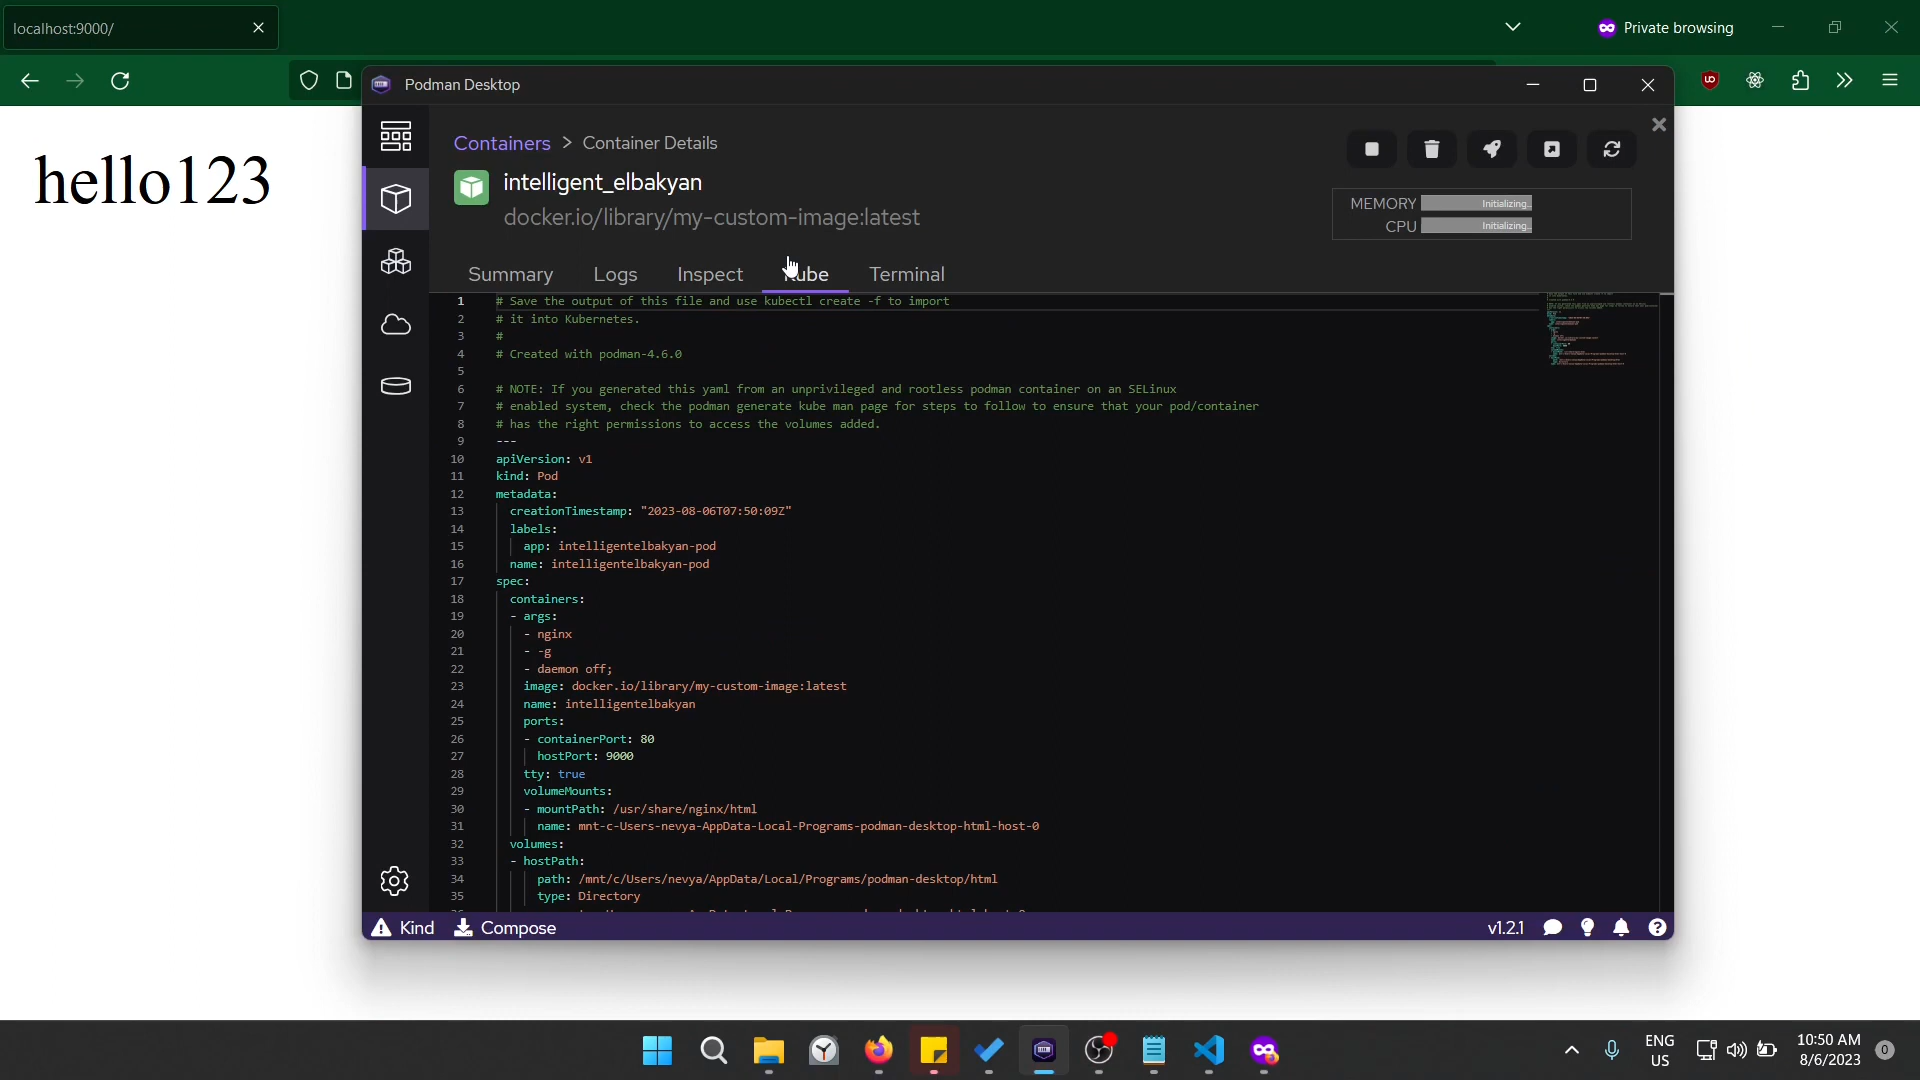 localhost:9000/
Private browsing
hello123
Podman Desktop
Containers > Container Details
intelligent_elbakyan
docker.io/library/my-custom-image:latest
MEMORY Initializing..
CPU Initializing..
Summary Logs Inspect Kube Terminal
1 # Save the output of this file and use kubectl create -f to import
2 # it into Kubernetes.
3 #
4 # Created with podman-4.6.0
5
6 # NOTE: If you generated this yaml from an unprivileged and rootless podman container on an SELinux
7 # enabled system, check the podman generate kube man page for steps to follow to ensure that your pod/container
8 # has the right permissions to access the volumes added.
9 ---
10 apiVersion: v1
11 kind: Pod
12 metadata:
13 creationTimestamp: "2023-08-06T07:50:09Z"
14 labels:
15 app: intelligentelbakyan-pod
16 name: intelligentelbakyan-pod
17 spec:
18 containers:
19 - args:
20 - nginx
21 - -g
22 - daemon off;
23 image: docker.io/library/my-custom-image:latest
24 name: intelligentelbakyan
25 ports:
26 - containerPort: 80
27 hostPort: 9000
28 tty: true
29 volumeMounts:
30 - mountPath: /usr/share/nginx/html
31 name: mnt-c-Users-nevya-AppData-Local-Programs-podman-desktop-html-host-0
32 volumes:
33 - hostPath:
34 path: /mnt/c/Users/nevya/AppData/Local/Programs/podman-desktop/html
35 type: Directory
Kind Compose
v1.2.1
ENG
US
10:50 AM
8/6/2023
0